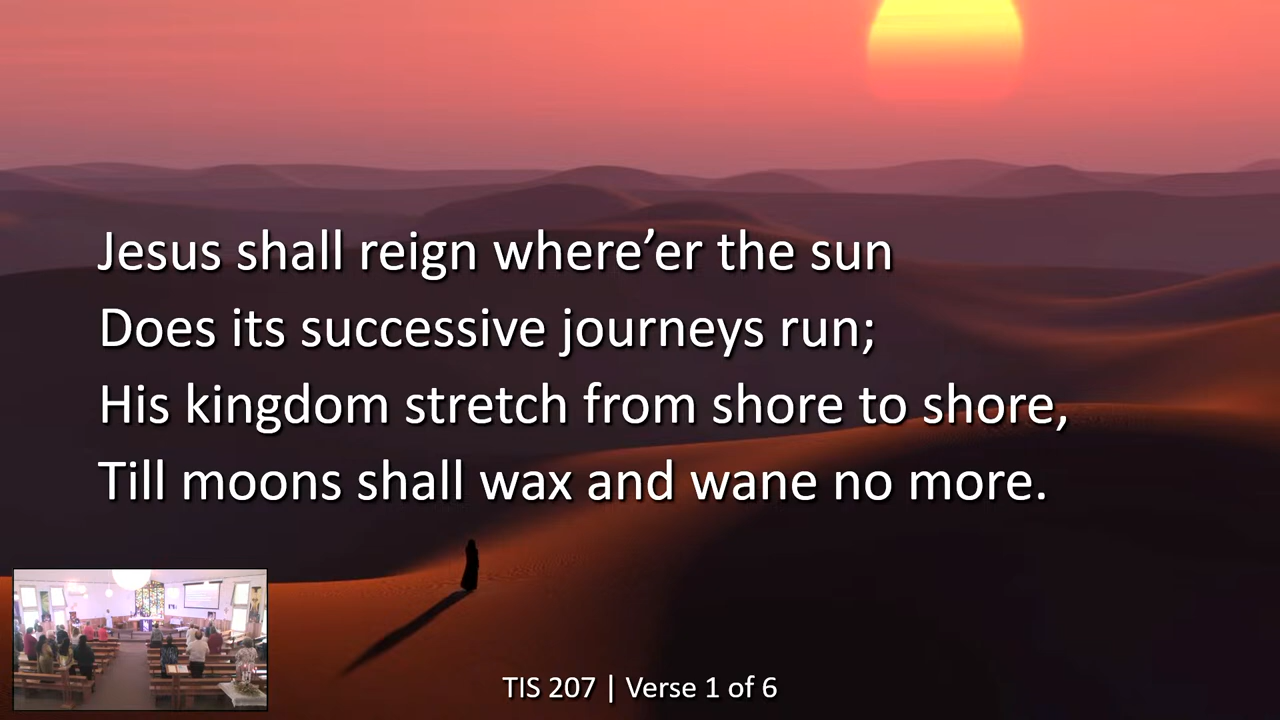 Jesus shall reign where’er the sun
Does its successive journeys run;
His kingdom stretch from shore to shore,
Till moons shall wax and wane no more.
TIS 207 | Verse 1 of 6